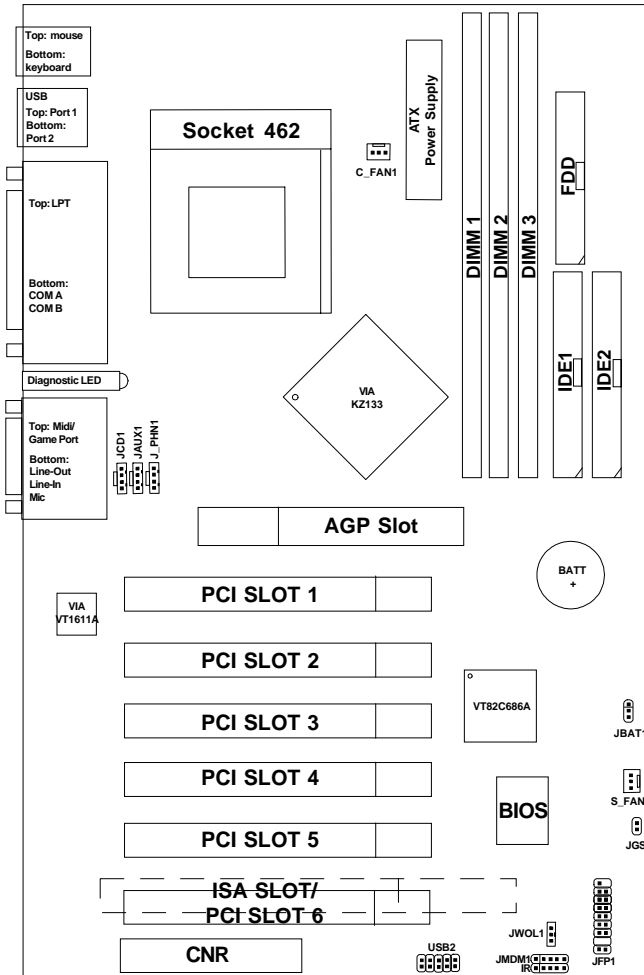 Top: mouse
Bottom:
keyboard
USB
Top: Port 1
Bottom:
Port 2
Socket 462
C_FAN1
ATX
Power Supply
DIMM 1
DIMM 2
DIMM 3
FDD
IDE1
IDE2
Top: LPT
Bottom:
COM A
COM B
Diagnostic LED
VIA
KZ133
Top: Midi/
Game Port
Bottom:
Line-Out
Line-In
Mic
JCD1
JAUX1
J_PHN1
AGP Slot
BATT
+
VIA
VT1611A
PCI SLOT 1
PCI SLOT 2
PCI SLOT 3
PCI SLOT 4
PCI SLOT 5
ISA SLOT/
PCI SLOT 6
CNR
VT82C686A
BIOS
JBAT1
S_FAN
JGS
JWOL1
USB2
JMDM1
IR
JFP1